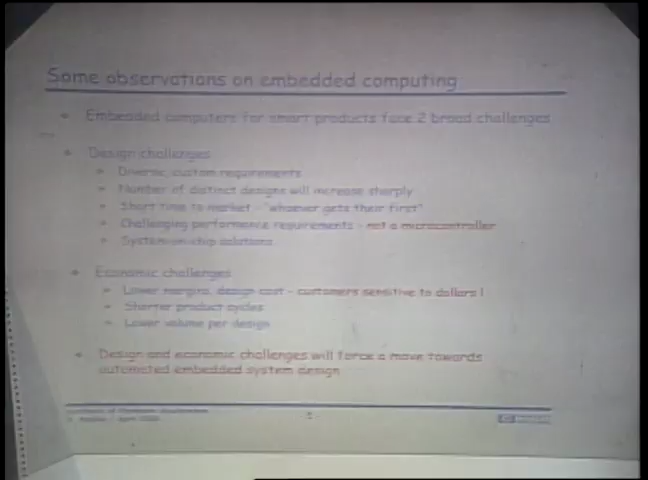 Some observations on embedded computing
Embedded computers for smart products face 2 broad challenges
Design challenges
Diverse, custom requirements
Number of distinct designs will increase sharply
Short time to market - "whoever gets their first"
Challenging performance requirements - not a microcontroller
System-on-chip solutions
Economic challenges
Lower margins, design cost - customers sensitive to dollars !
Shorter product cycles
Lower volume per design
Design and economic challenges will force a move towards
automated embedded system design